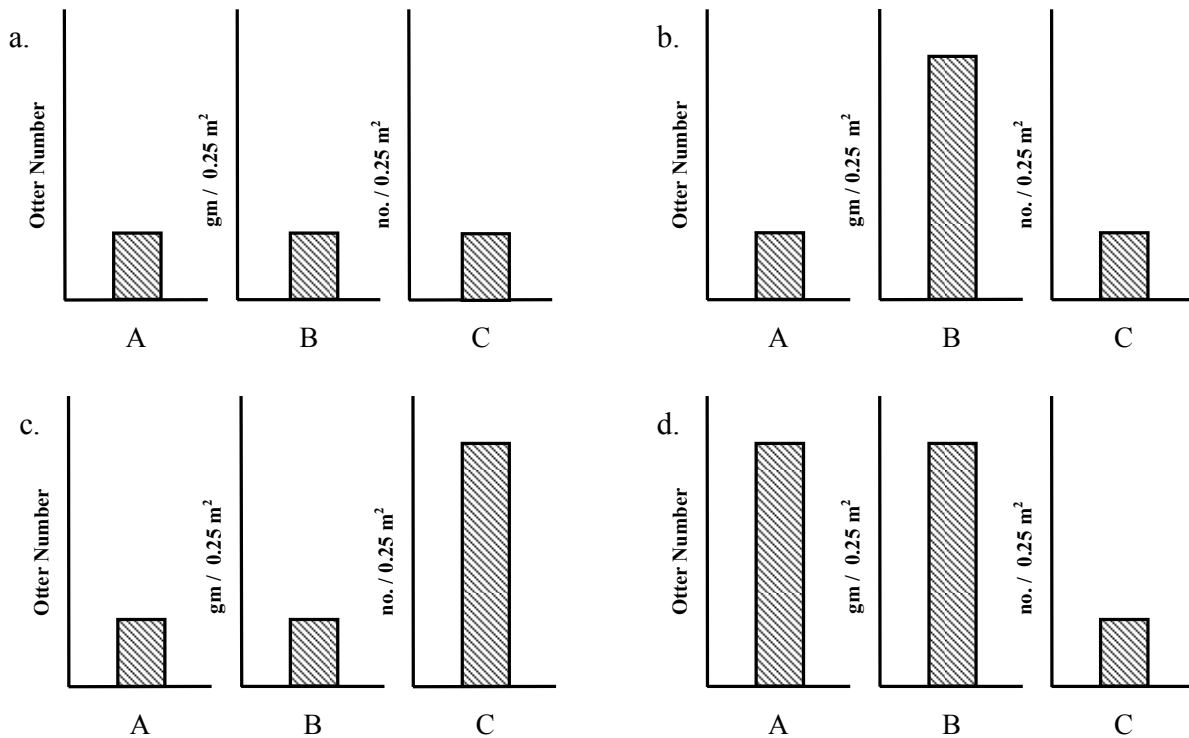 a.
Otter Number
gm / 0.25 m²
no. / 0.25 m²
A B C
b.
Otter Number
gm / 0.25 m²
no. / 0.25 m²
A B C
c.
Otter Number
gm / 0.25 m²
no. / 0.25 m²
A B C
d.
Otter Number
gm / 0.25 m²
no. / 0.25 m²
A B C